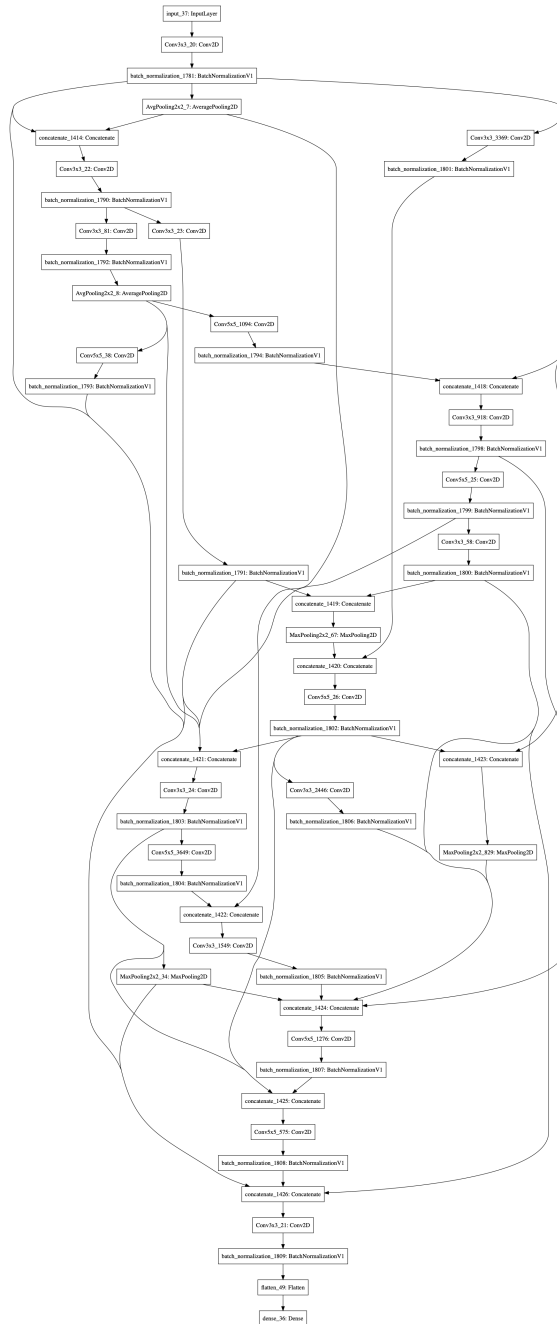 input_37: InputLayer
Conv3x3_20: Conv2D
batch_normalization_1781: BatchNormalizationV1
AvgPooling2x2_7: AveragePooling2D
concatenate_1414: Concatenate
Conv3x3_3369: Conv2D
Conv3x3_22: Conv2D
batch_normalization_1801: BatchNormalizationV1
batch_normalization_1790: BatchNormalizationV1
Conv3x3_81: Conv2D
Conv3x3_23: Conv2D
batch_normalization_1792: BatchNormalizationV1
AvgPooling2x2_8: AveragePooling2D
Conv5x5_1094: Conv2D
Conv5x5_38: Conv2D
batch_normalization_1794: BatchNormalizationV1
batch_normalization_1793: BatchNormalizationV1
concatenate_1418: Concatenate
Conv3x3_918: Conv2D
batch_normalization_1798: BatchNormalizationV1
Conv5x5_25: Conv2D
batch_normalization_1799: BatchNormalizationV1
Conv3x3_58: Conv2D
batch_normalization_1791: BatchNormalizationV1
batch_normalization_1800: BatchNormalizationV1
concatenate_1419: Concatenate
MaxPooling2x2_67: MaxPooling2D
concatenate_1420: Concatenate
Conv5x5_26: Conv2D
batch_normalization_1802: BatchNormalizationV1
concatenate_1421: Concatenate
concatenate_1423: Concatenate
Conv3x3_24: Conv2D
Conv3x3_2446: Conv2D
batch_normalization_1803: BatchNormalizationV1
batch_normalization_1806: BatchNormalizationV1
Conv5x5_3649: Conv2D
MaxPooling2x2_829: MaxPooling2D
batch_normalization_1804: BatchNormalizationV1
concatenate_1422: Concatenate
Conv3x3_1549: Conv2D
MaxPooling2x2_34: MaxPooling2D
batch_normalization_1805: BatchNormalizationV1
concatenate_1424: Concatenate
Conv5x5_1276: Conv2D
batch_normalization_1807: BatchNormalizationV1
concatenate_1425: Concatenate
Conv5x5_575: Conv2D
batch_normalization_1808: BatchNormalizationV1
concatenate_1426: Concatenate
Conv3x3_21: Conv2D
batch_normalization_1809: BatchNormalizationV1
flatten_49: Flatten
dense_36: Dense